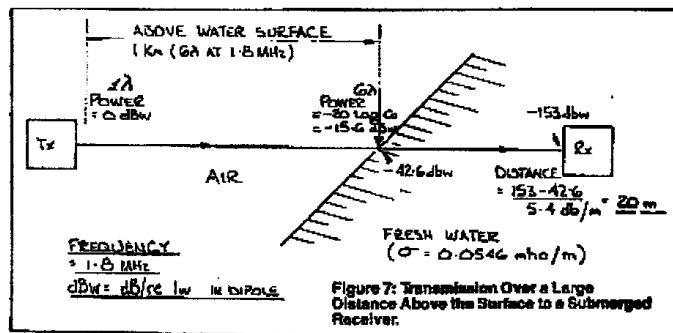 ABOVE WATER SURFACE
1 Km (6λ AT 1.8 MHz)
1λ
POWER
= 0 dBW
6λ
POWER
= -20 Log 6
= -15.6 dBW
Tx
AIR
-42.6 dbw
-153 dbw
Rx
DISTANCE
= 153-42.6
5.4 db/m
= 20 m
FRESH WATER
(σ = 0.0546 mho/m)
FREQUENCY
= 1.8 MHz
dBW = dB/re 1w IN DIPOLE
Figure 7: Transmission Over a Large
Distance Above the Surface to a Submerged
Receiver.